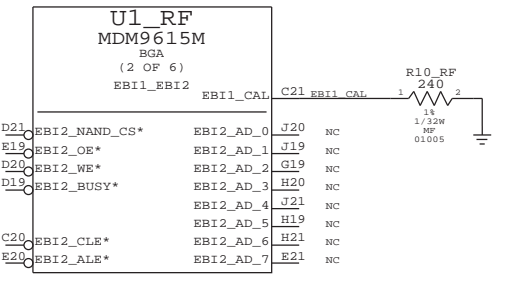 U1_RF
MDM9615M
BGA
(2 OF 6)
EBI1_EBI2
EBI1_CAL C21 EBI1_CAL
R10_RF
240
1 2
1%
1/32W
MF
01005
D21 EBI2_NAND_CS* EBI2_AD_0 J20 NC
E19 EBI2_OE* EBI2_AD_1 J19 NC
D20 EBI2_WE* EBI2_AD_2 G19 NC
D19 EBI2_BUSY* EBI2_AD_3 H20 NC
EBI2_AD_4 J21 NC
EBI2_AD_5 H19 NC
C20 EBI2_CLE* EBI2_AD_6 H21 NC
E20 EBI2_ALE* EBI2_AD_7 E21 NC